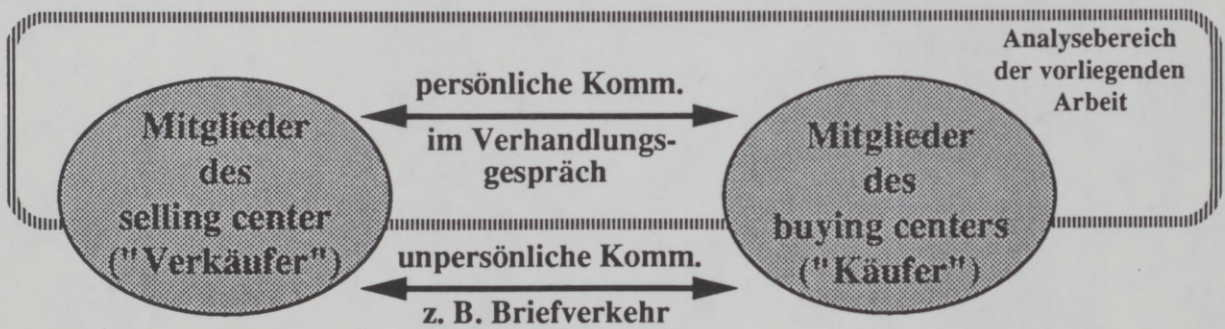 Analysebereich
der vorliegenden
Arbeit
Mitglieder
des
selling center
("Verkäufer")
persönliche Komm.
im Verhandlungs-
gespräch
unpersönliche Komm.
z. B. Briefverkehr
Mitglieder
des
buying centers
("Käufer")